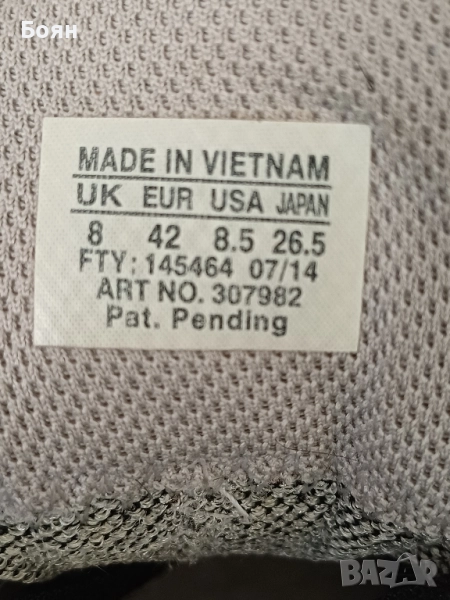 Боян
MADE IN VIETNAM
UK EUR USA JAPAN
8 42 8.5 26.5
FTY: 145464 07/14
ART NO. 307982
Pat. Pending
BAZAR